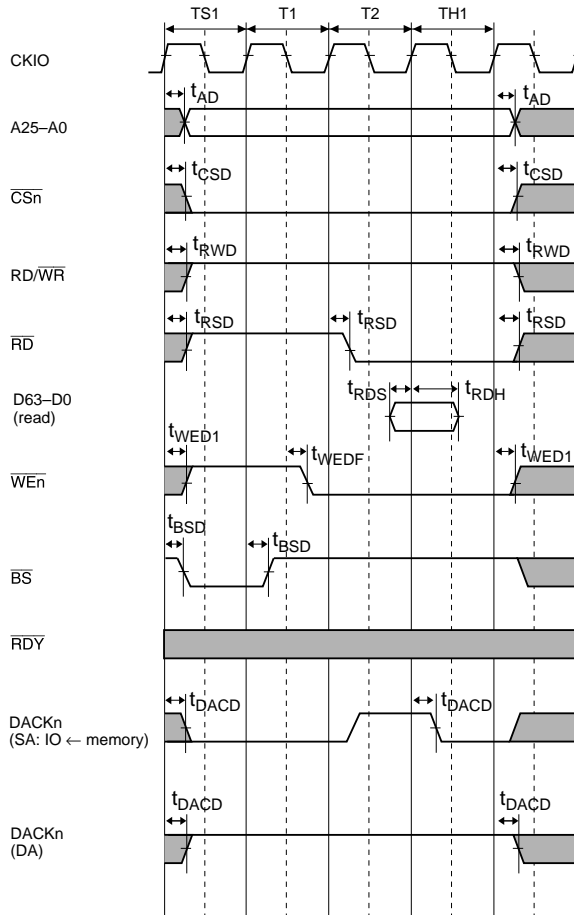 TS1 T1 T2 TH1
CKIO
tAD tAD
A25–A0
tCSD tCSD
CSn
tRWD tRWD
RD/WR
tRSD tRSD tRSD
RD
D63–D0
(read)
tRDS tRDH
tWED1 tWEDF tWED1
WEn
tBSD tBSD
BS
RDY
tDACD tDACD
DACKn
(SA: IO ← memory)
tDACD tDACD
DACKn
(DA)